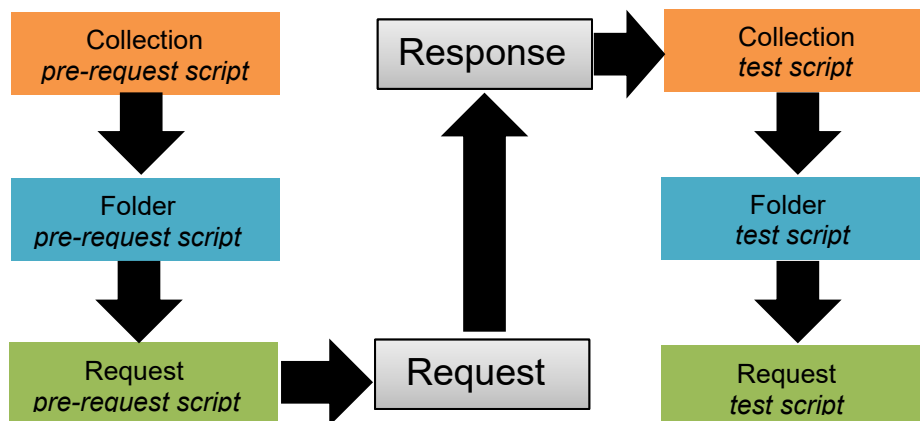 Collection
pre-request script
Folder
pre-request script
Request
pre-request script
Request
Response
Collection
test script
Folder
test script
Request
test script